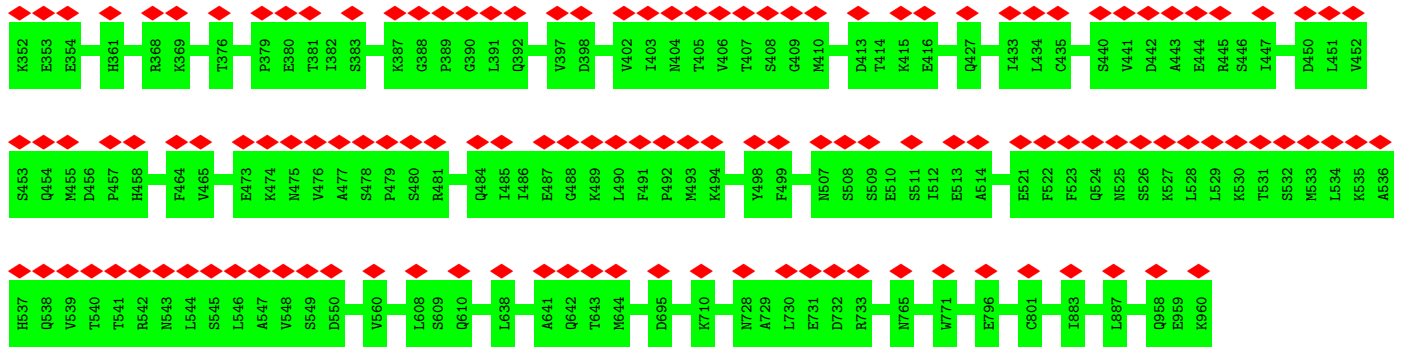 K352 E353 E354 H361 R368 K369 T376 P379 E380 T381 I382 S383 K387 G388 P389 G390 L391 Q392 V397 D398 V402 I403 N404 T405 V406 T407 S408 G409 M410 D413 T414 K415 E416 Q427 I433 L434 C435 S440 V441 D442 A443 E444 R445 S446 I447 D450 L451 V452
S453 Q454 M455 D456 P457 H458 F464 V465 E473 K474 N475 V476 A477 S478 P479 S480 R481 Q484 I485 I486 E487 G488 K489 L490 F491 P492 M493 K494 Y498 F499 N507 S508 S509 E510 S511 I512 E513 A514 E521 F522 F523 Q524 N525 S526 K527 L528 L529 K530 T531 S532 M533 L534 K535 A536
H537 Q538 V539 T540 T541 R542 N543 L544 S545 L546 A547 V548 S549 D550 V560 L608 S609 Q610 L638 A641 Q642 T643 M644 D695 K710 N728 A729 L730 E731 D732 R733 N765 W771 E796 C801 I883 L887 Q958 E959 K960